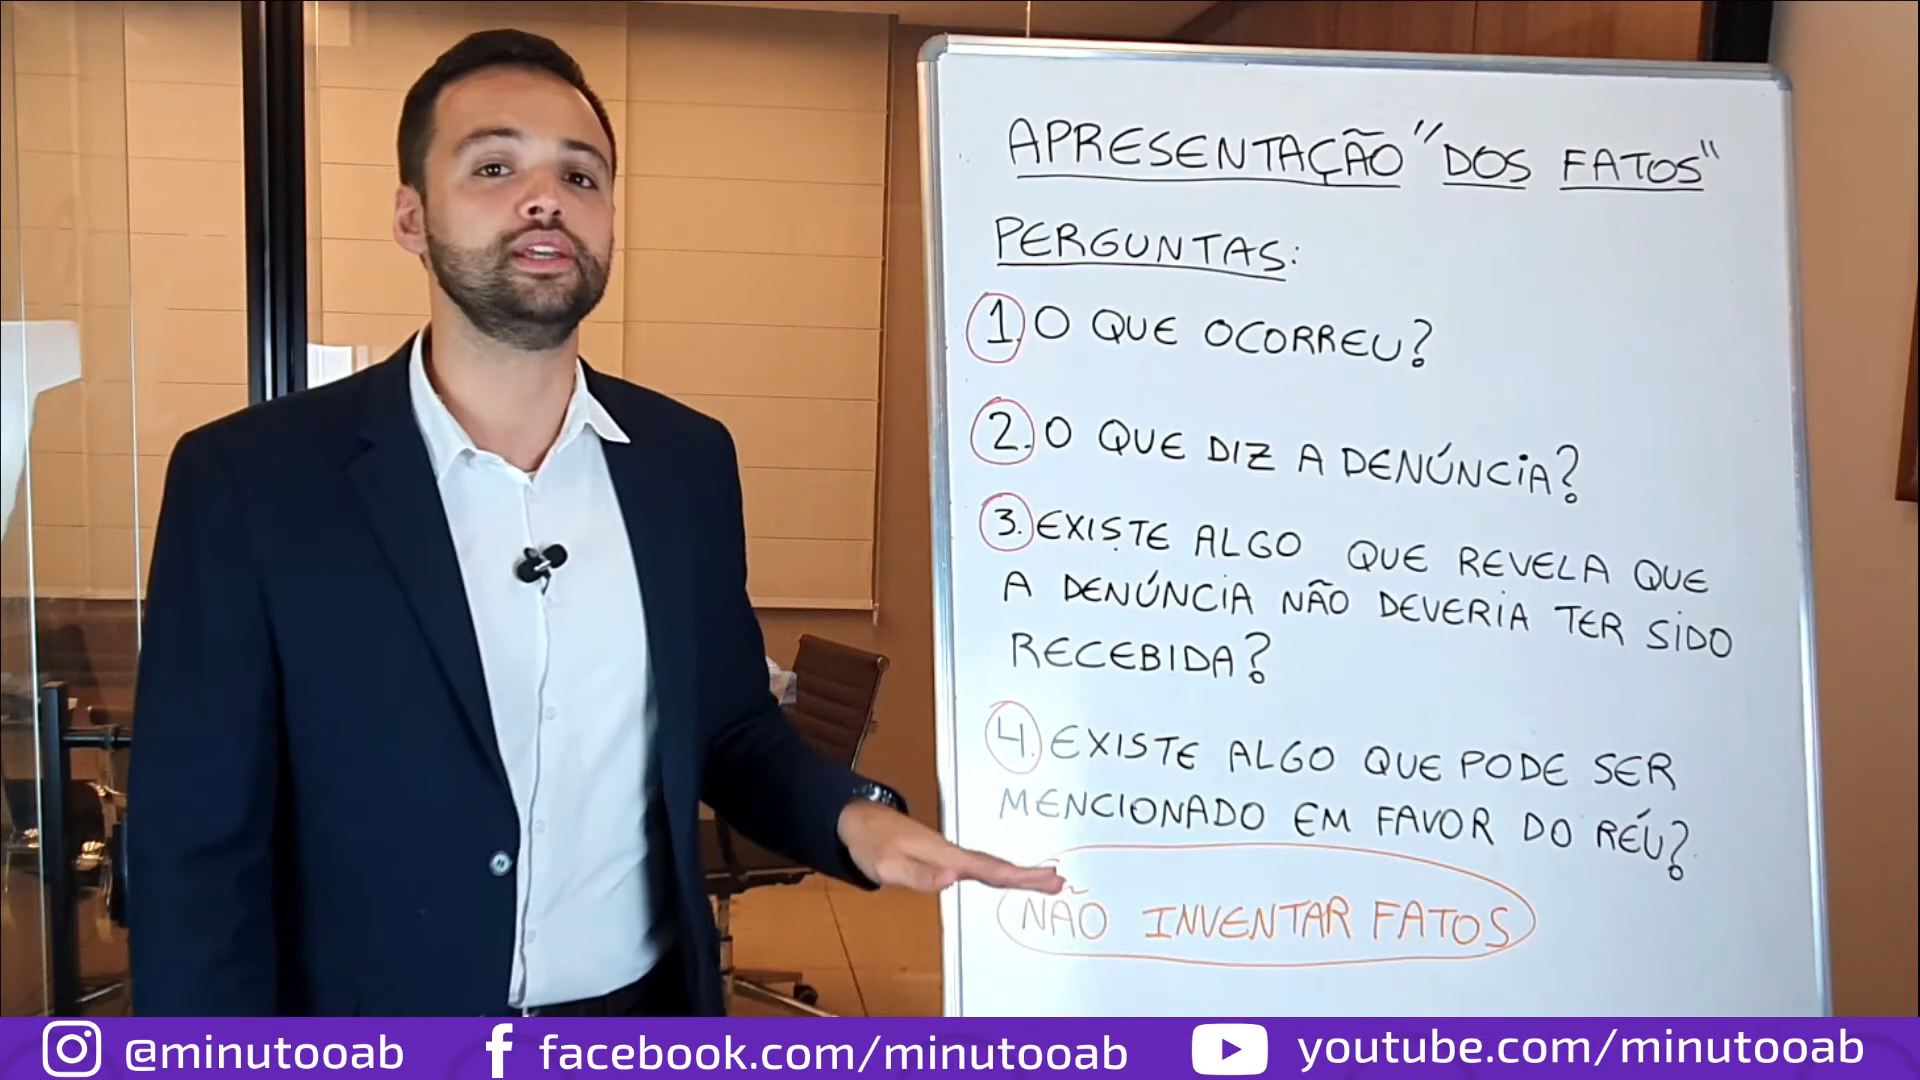 APRESENTAÇÃO "DOS FATOS"
PERGUNTAS:
1. O QUE OCORREU?
2. O QUE DIZ A DENÚNCIA?
3. EXISTE ALGO QUE REVELA QUE
A DENÚNCIA NÃO DEVERIA TER SIDO
RECEBIDA?
4. EXISTE ALGO QUE PODE SER
MENCIONADO EM FAVOR DO RÉU?
NÃO INVENTAR FATOS
@minutooab
facebook.com/minutooab
youtube.com/minutooab